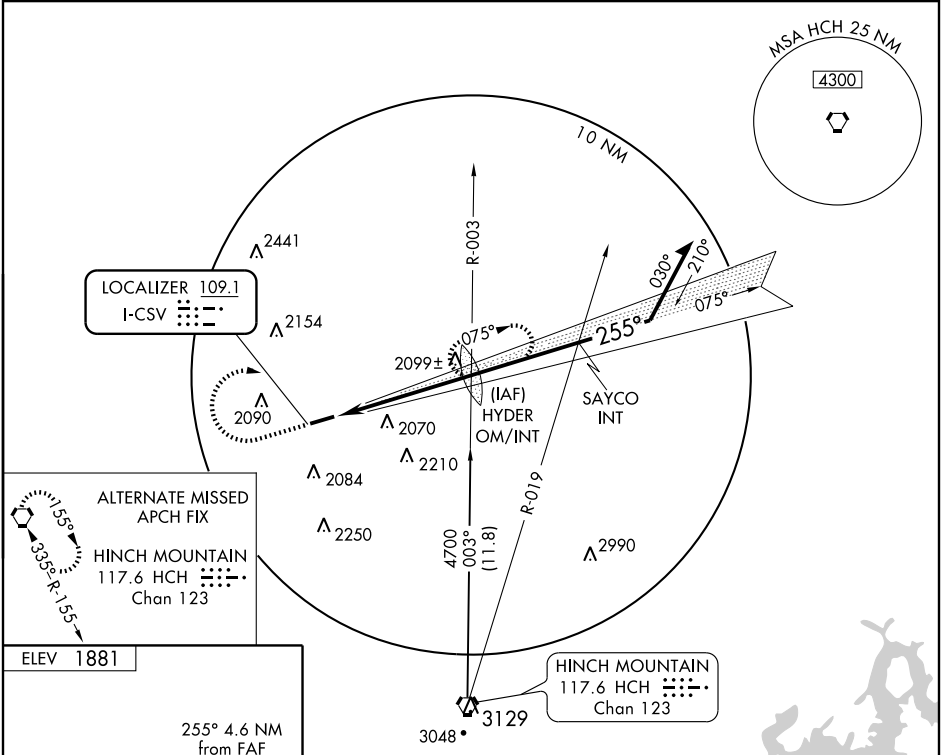 MSA HCH 25 NM
4300
10 NM
2441
R-003
LOCALIZER 109.1
I-CSV
030°
210°
075°
2154
075°
255°
2099±
(IAF)
HYDER
OM/INT
SAYCO
INT
2090
2070
2210
2084
R-019
ALTERNATE MISSED
APCH FIX
155°
2250
4700
003°
(11.8)
2990
HINCH MOUNTAIN
117.6 HCH
Chan 123
335°
R-155
ELEV 1881
HINCH MOUNTAIN
117.6 HCH
Chan 123
3129
3048
255° 4.6 NM
from FAF